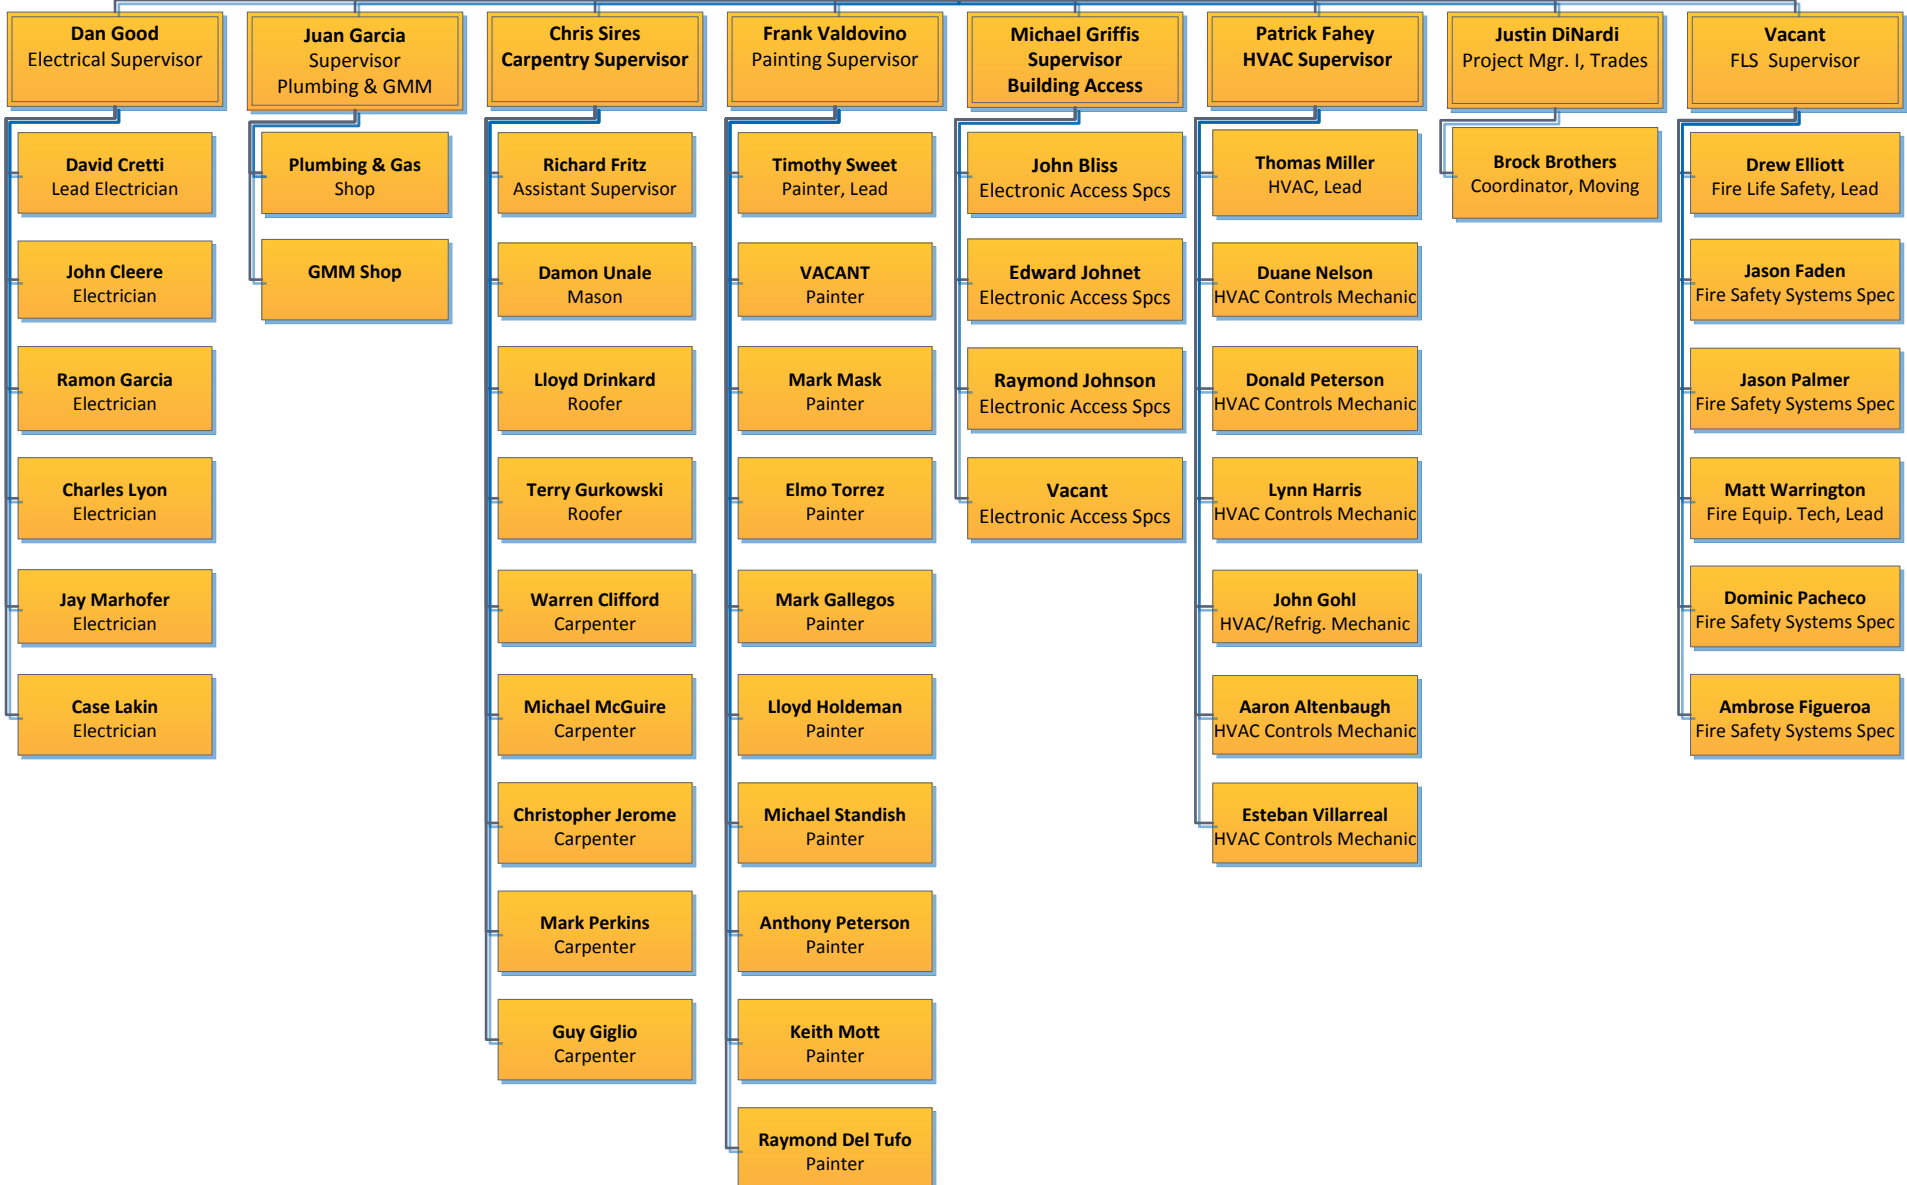 Dan Good
Electrical Supervisor
David Cretti
Lead Electrician
John Cleere
Electrician
Ramon Garcia
Electrician
Charles Lyon
Electrician
Jay Marhofer
Electrician
Case Lakin
Electrician
Juan Garcia
Supervisor
Plumbing & GMM
Plumbing & Gas
Shop
GMM Shop
Chris Sires
Carpentry Supervisor
Richard Fritz
Assistant Supervisor
Damon Unale
Mason
Lloyd Drinkard
Roofer
Terry Gurkowski
Roofer
Warren Clifford
Carpenter
Michael McGuire
Carpenter
Christopher Jerome
Carpenter
Mark Perkins
Carpenter
Guy Giglio
Carpenter
Frank Valdovino
Painting Supervisor
Timothy Sweet
Painter, Lead
VACANT
Painter
Mark Mask
Painter
Elmo Torrez
Painter
Mark Gallegos
Painter
Lloyd Holdeman
Painter
Michael Standish
Painter
Anthony Peterson
Painter
Keith Mott
Painter
Raymond Del Tufo
Painter
Michael Griffis
Supervisor
Building Access
John Bliss
Electronic Access Spcs
Edward Johnet
Electronic Access Spcs
Raymond Johnson
Electronic Access Spcs
Vacant
Electronic Access Spcs
Patrick Fahey
HVAC Supervisor
Thomas Miller
HVAC, Lead
Duane Nelson
HVAC Controls Mechanic
Donald Peterson
HVAC Controls Mechanic
Lynn Harris
HVAC Controls Mechanic
John Gohl
HVAC/Refrig. Mechanic
Aaron Altenbaugh
HVAC Controls Mechanic
Esteban Villarreal
HVAC Controls Mechanic
Justin DiNardi
Project Mgr. I, Trades
Brock Brothers
Coordinator, Moving
Vacant
FLS Supervisor
Drew Elliott
Fire Life Safety, Lead
Jason Faden
Fire Safety Systems Spec
Jason Palmer
Fire Safety Systems Spec
Matt Warrington
Fire Equip. Tech, Lead
Dominic Pacheco
Fire Safety Systems Spec
Ambrose Figueroa
Fire Safety Systems Spec